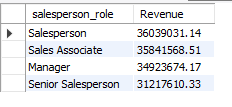 salesperson_role Revenue
Salesperson 36039031.14
Sales Associate 35841568.51
Manager 34923674.17
Senior Salesperson 31217610.33